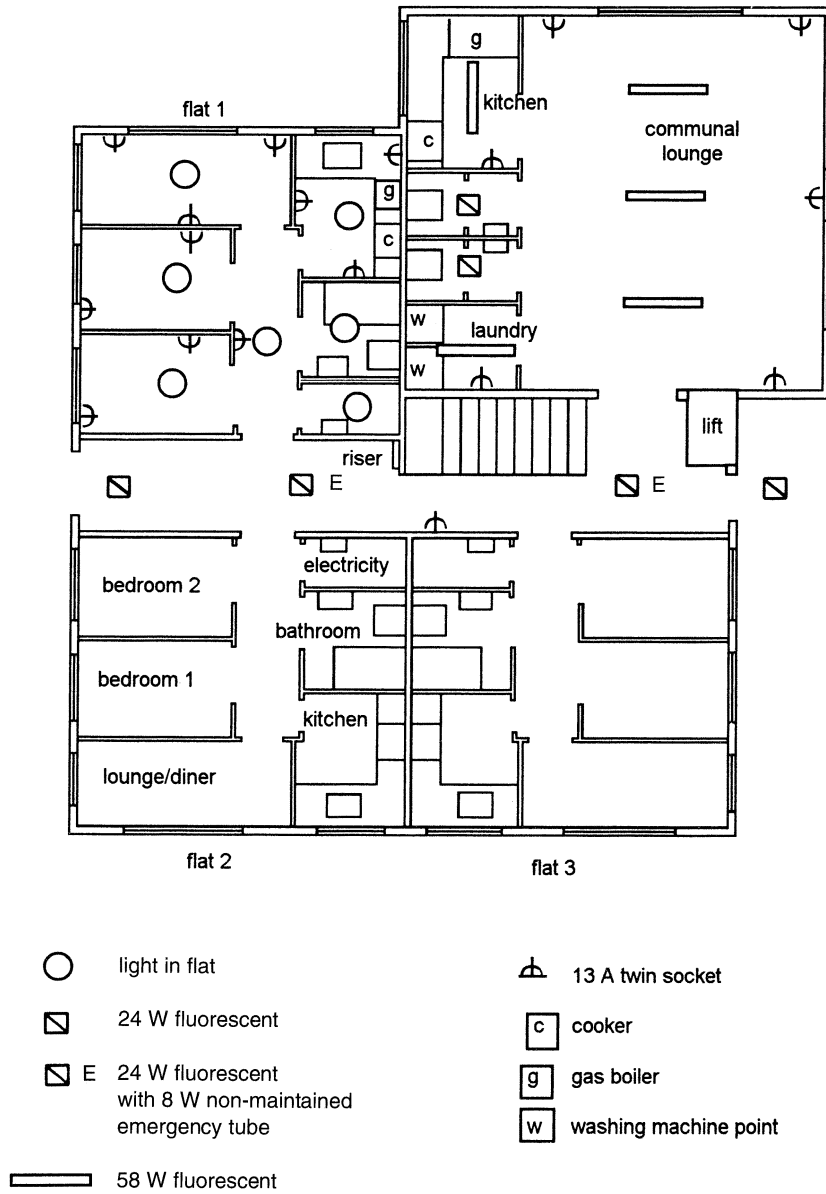 flat 1
g
kitchen
communal
lounge
c
g
c
w
laundry
w
lift
riser
E
E
electricity
bedroom 2
bathroom
bedroom 1
kitchen
lounge/diner
flat 2
flat 3
light in flat
13 A twin socket
24 W fluorescent
c cooker
E 24 W fluorescent
with 8 W non-maintained
emergency tube
g gas boiler
w washing machine point
58 W fluorescent